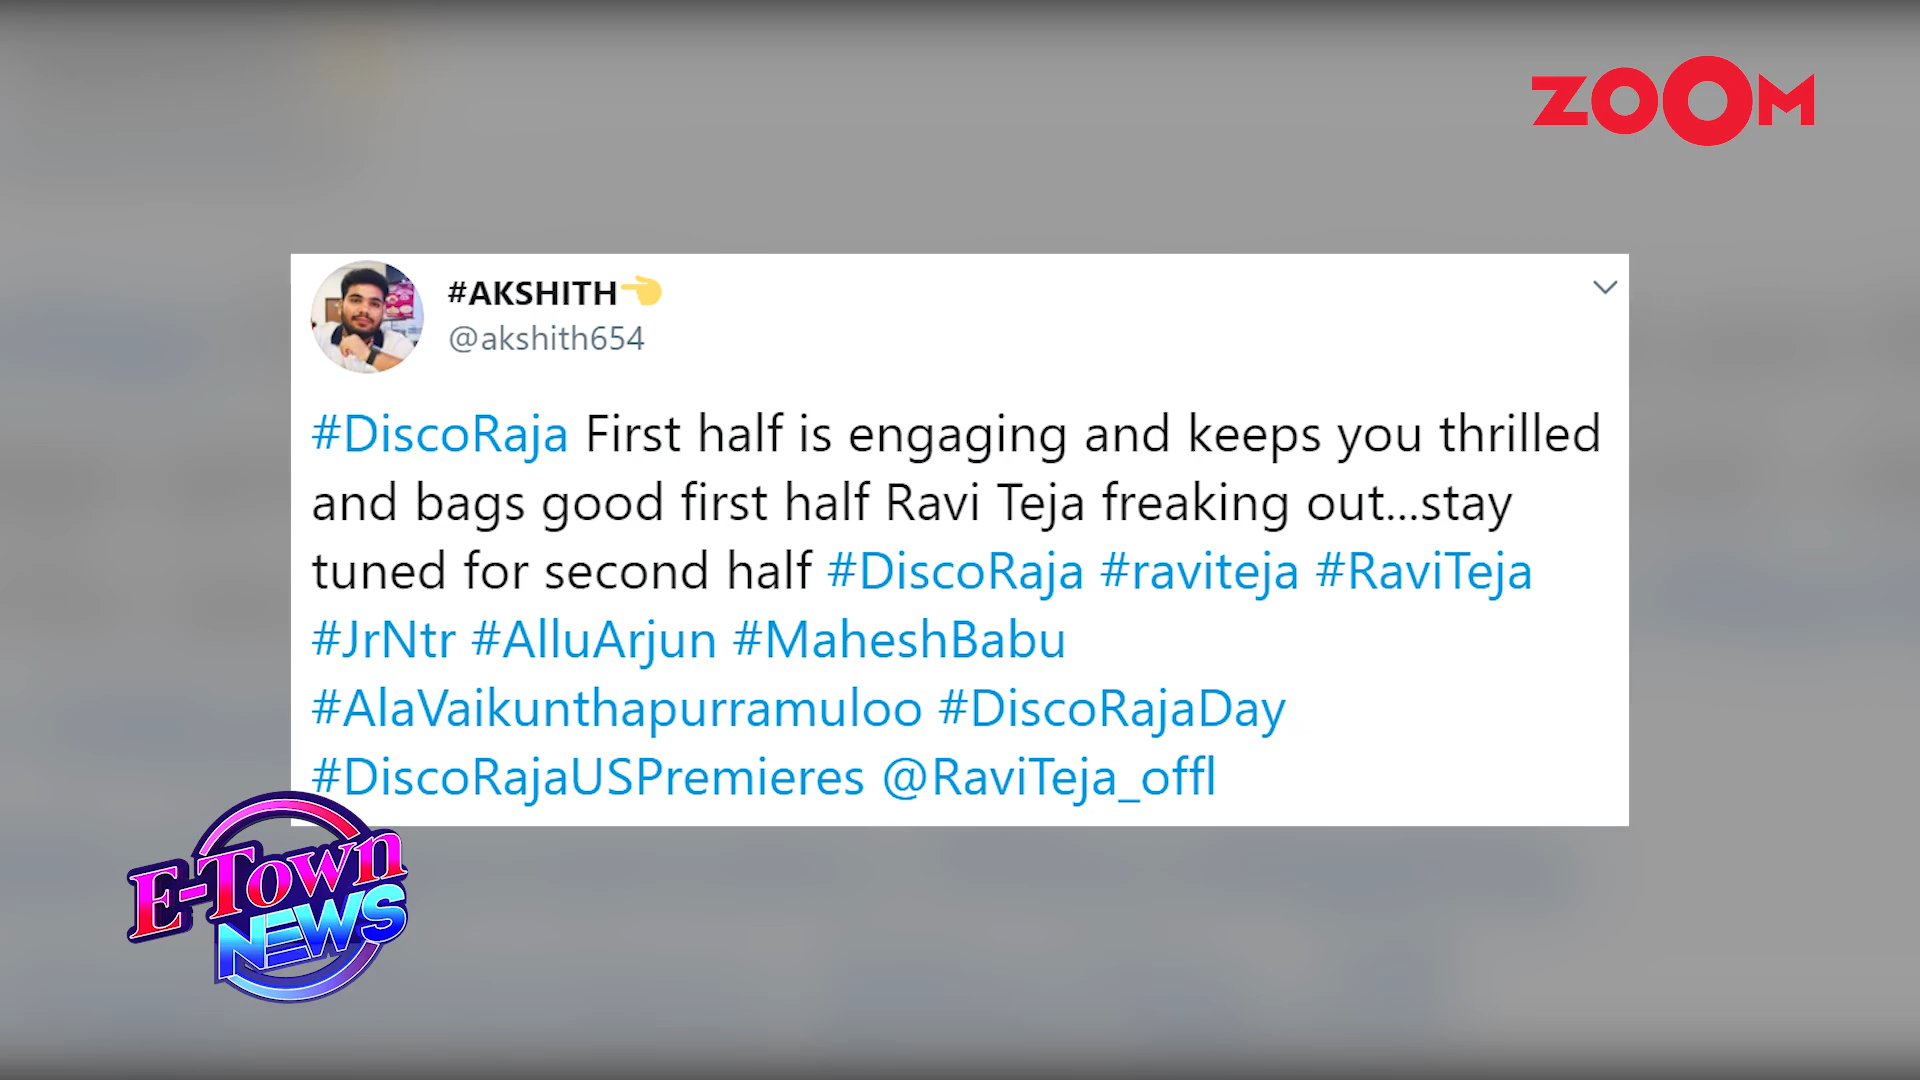 ZOOM
#AKSHITH👈
@akshith654
#DiscoRaja First half is engaging and keeps you thrilled
and bags good first half Ravi Teja freaking out...stay
tuned for second half #DiscoRaja #raviteja #RaviTeja
#JrNtr #AlluArjun #MaheshBabu
#AlaVaikunthapurramuloo #DiscoRajaDay
#DiscoRajaUSPremieres @RaviTeja_offl
E-Town
NEWS